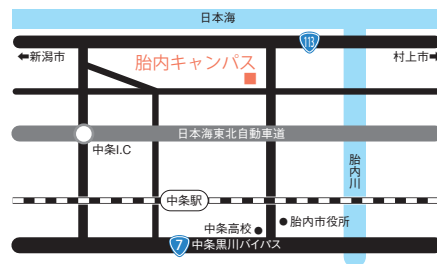 日本海
113
←新潟市
村上市→
胎内キャンパス
日本海東北自動車道
中条I.C
胎内川
中条駅
胎内市役所
中条高校
7
中条黒川バイパス